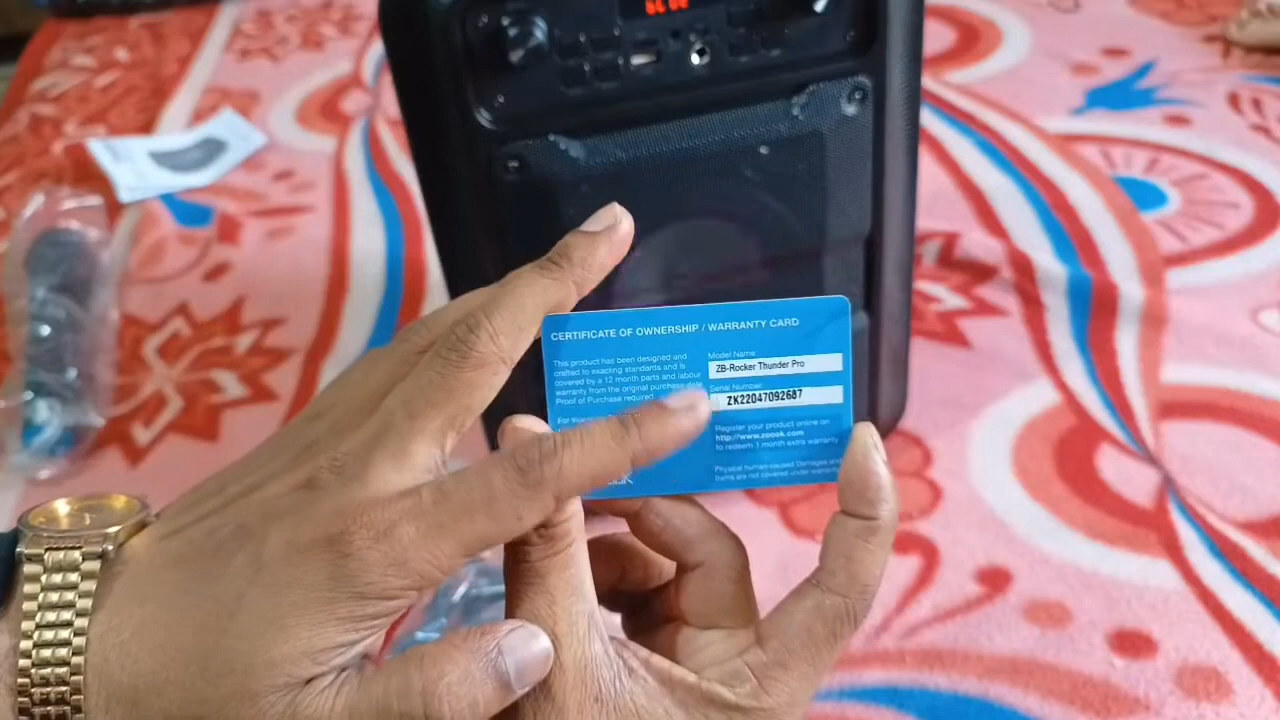 CERTIFICATE OF OWNERSHIP / WARRANTY CARD
This product has been designed and
crafted to exacting standards and is
covered by a 12 month parts and labour
warranty from the original purchase date
Proof of Purchase required
Model Name:
ZB-Rocker Thunder Pro
Serial Number:
ZK22047092687
Register your product online on
http://www.zoook.com
to redeem 1 month extra warranty
Physical human-caused Damages and
burns are not covered under warranty